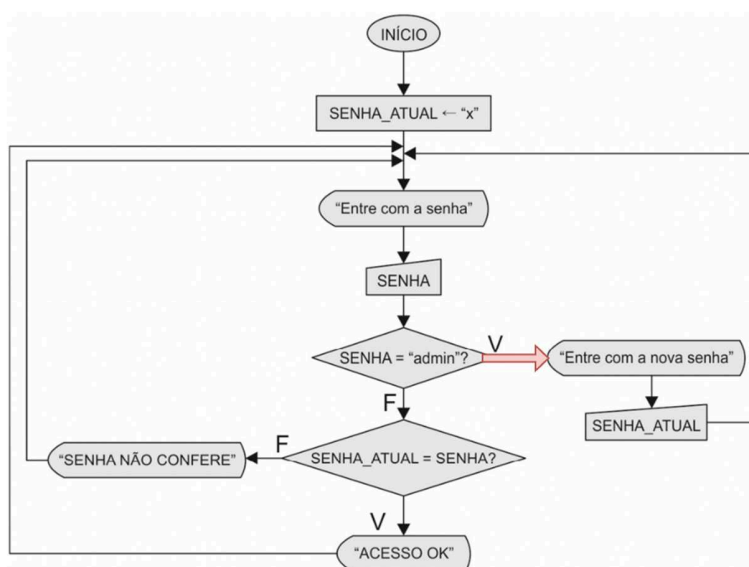 INÍCIO
SENHA_ATUAL ← “x”
“Entre com a senha”
SENHA
SENHA = “admin”?
V
“Entre com a nova senha”
F
SENHA_ATUAL
F
“SENHA NÃO CONFERE”
SENHA_ATUAL = SENHA?
V
“ACESSO OK”